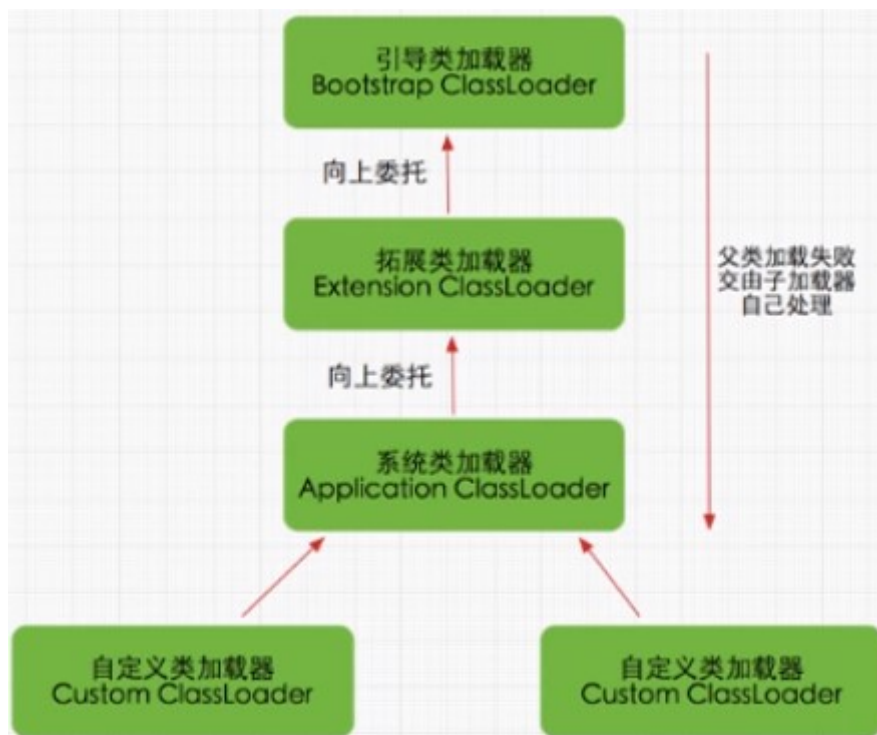 引导类加载器
Bootstrap ClassLoader
向上委托
拓展类加载器
Extension ClassLoader
父类加载失败
交由子加载器
自己处理
向上委托
系统类加载器
Application ClassLoader
自定义类加载器
Custom ClassLoader
自定义类加载器
Custom ClassLoader